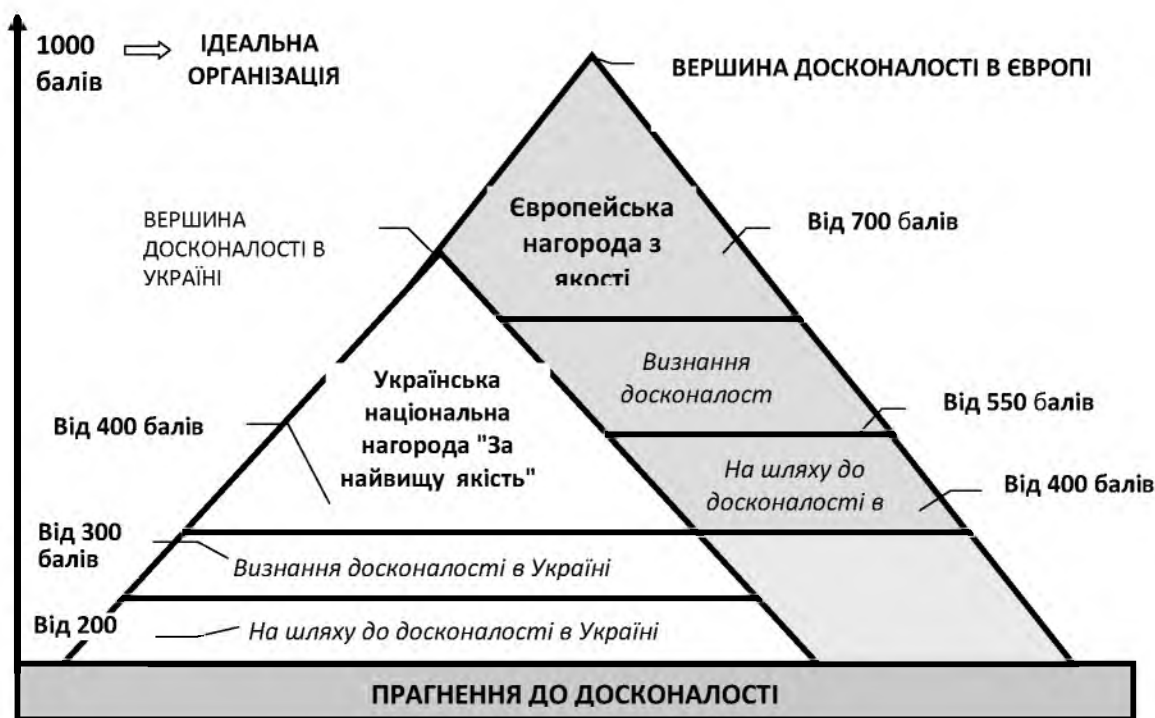 1000
балів
ІДЕАЛЬНА
ОРГАНІЗАЦІЯ
ВЕРШИНА ДОСКОНАЛОСТІ В ЄВРОПІ
ВЕРШИНА
ДОСКОНАЛОСТІ В
УКРАЇНІ
Європейська
нагорода з
якості
Від 700 балів
Визнання
досконалост
Від 550 балів
Українська
національна
нагорода "За
найвищу якість"
Від 400 балів
На шляху до
досконалості в
Від 400 балів
Від 300
балів
Визнання досконалості в Україні
Від 200
На шляху до досконалості в Україні
ПРАГНЕННЯ ДО ДОСКОНАЛОСТІ